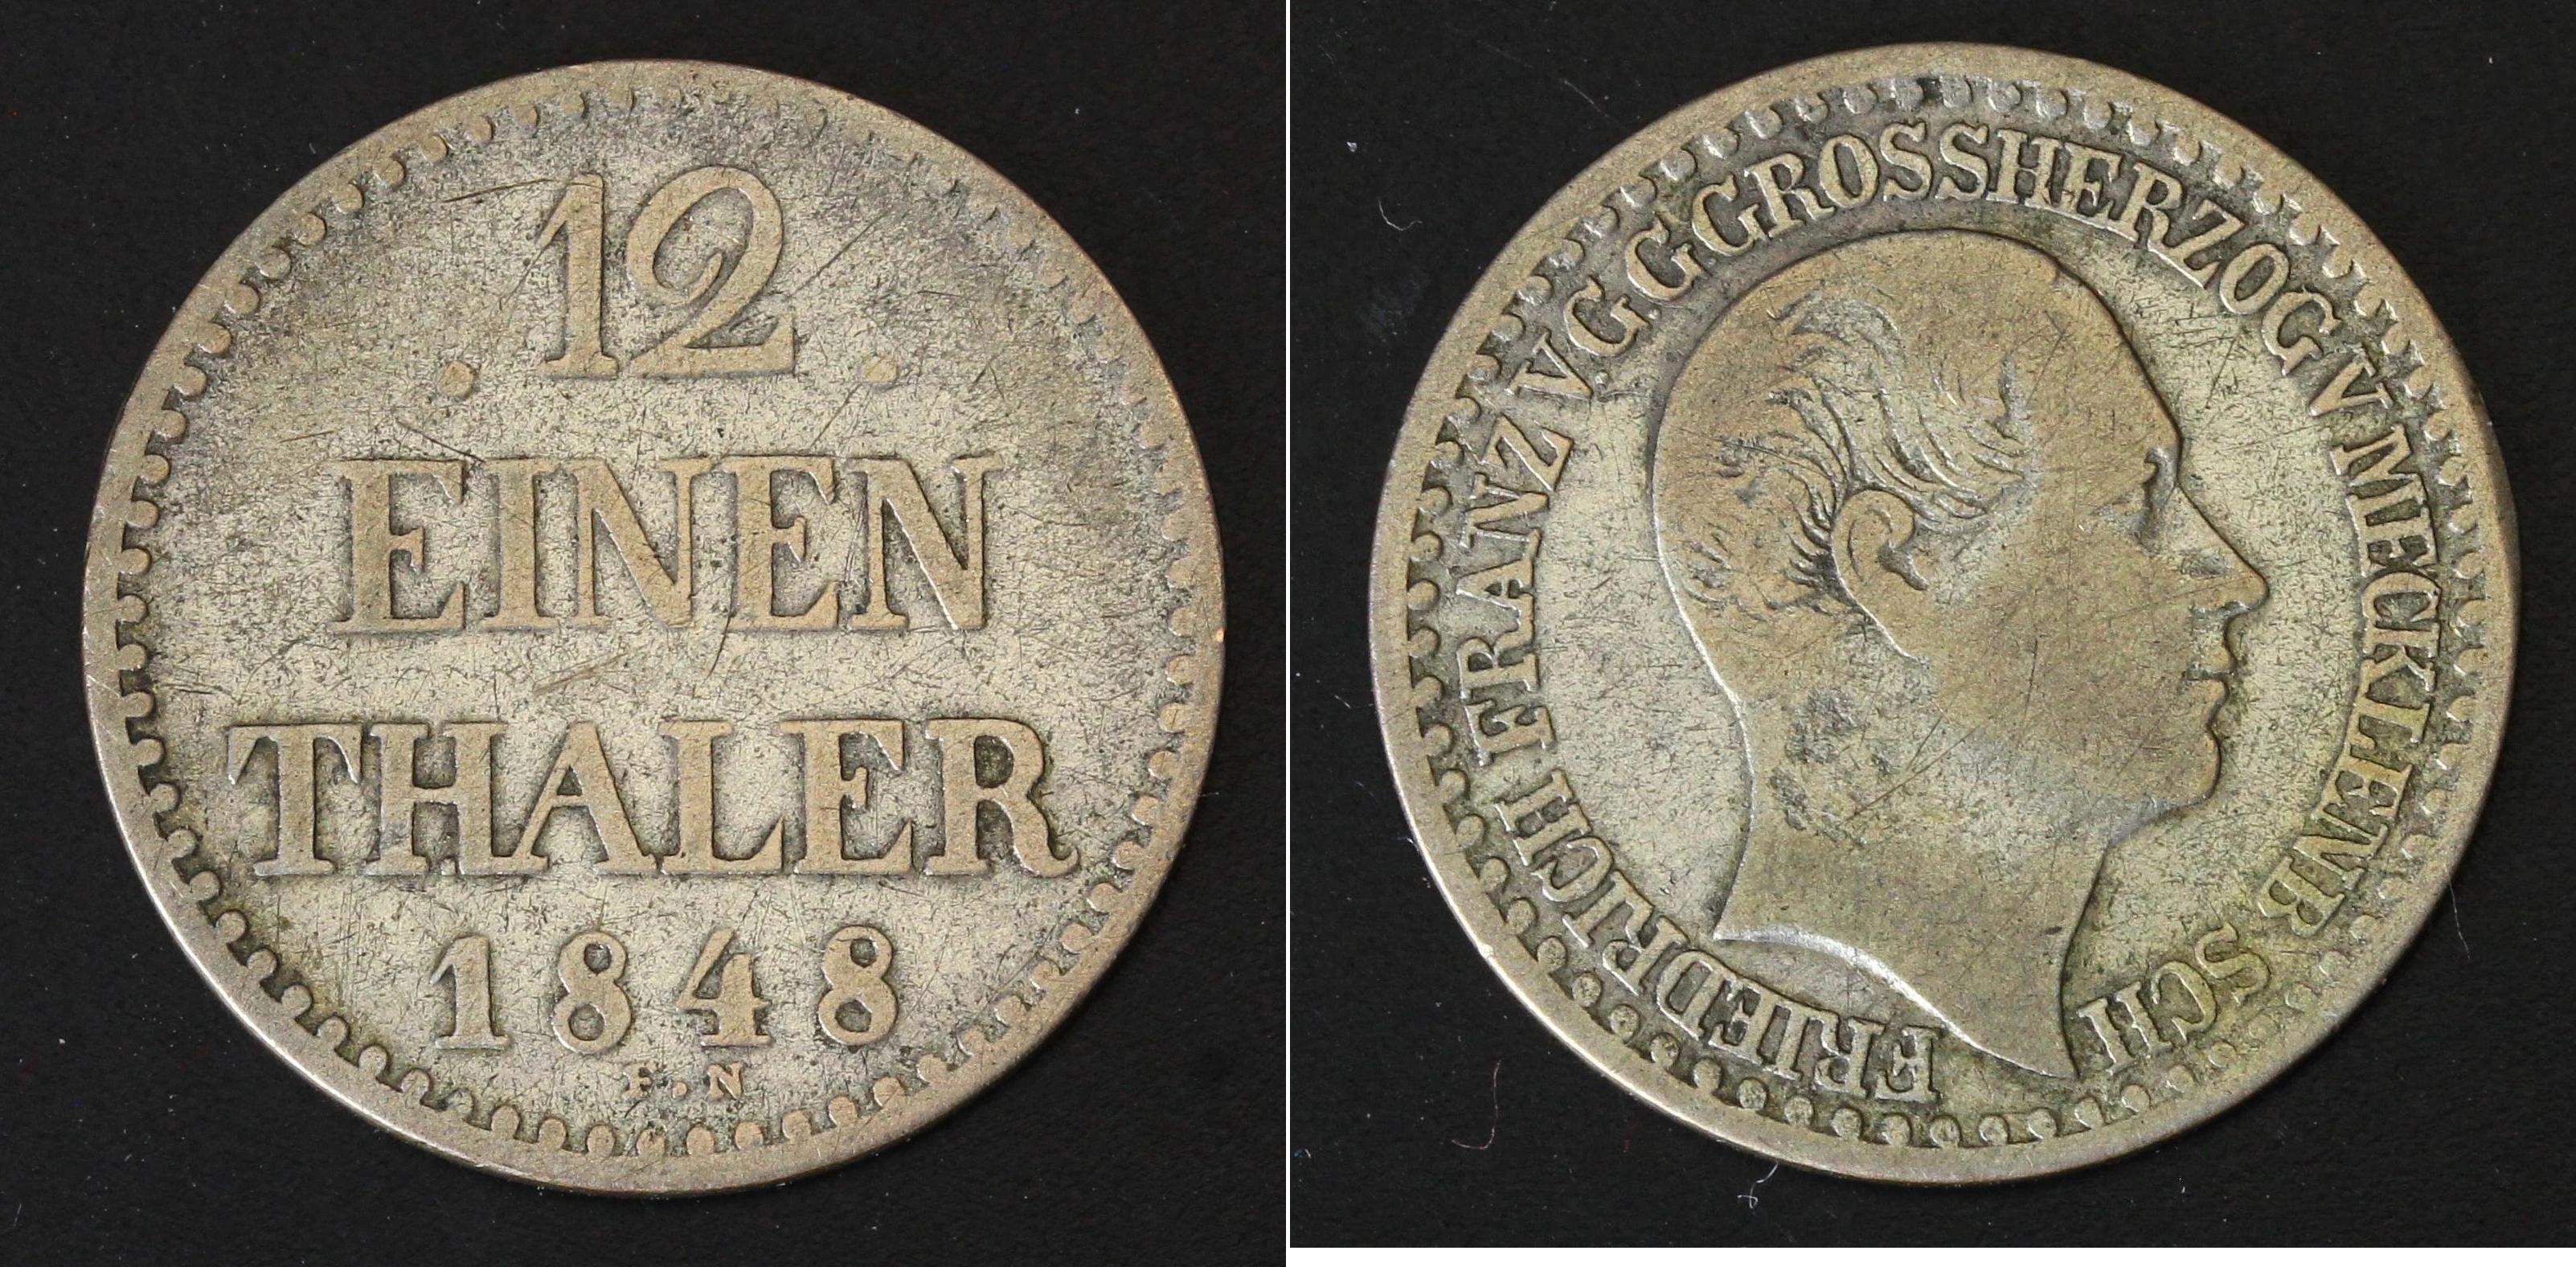 .12.
EINEN
THALER
1848
F.N
FRIEDRICH FRANZ V.G.G.GROSSHERZOG V MECKLENB SCH